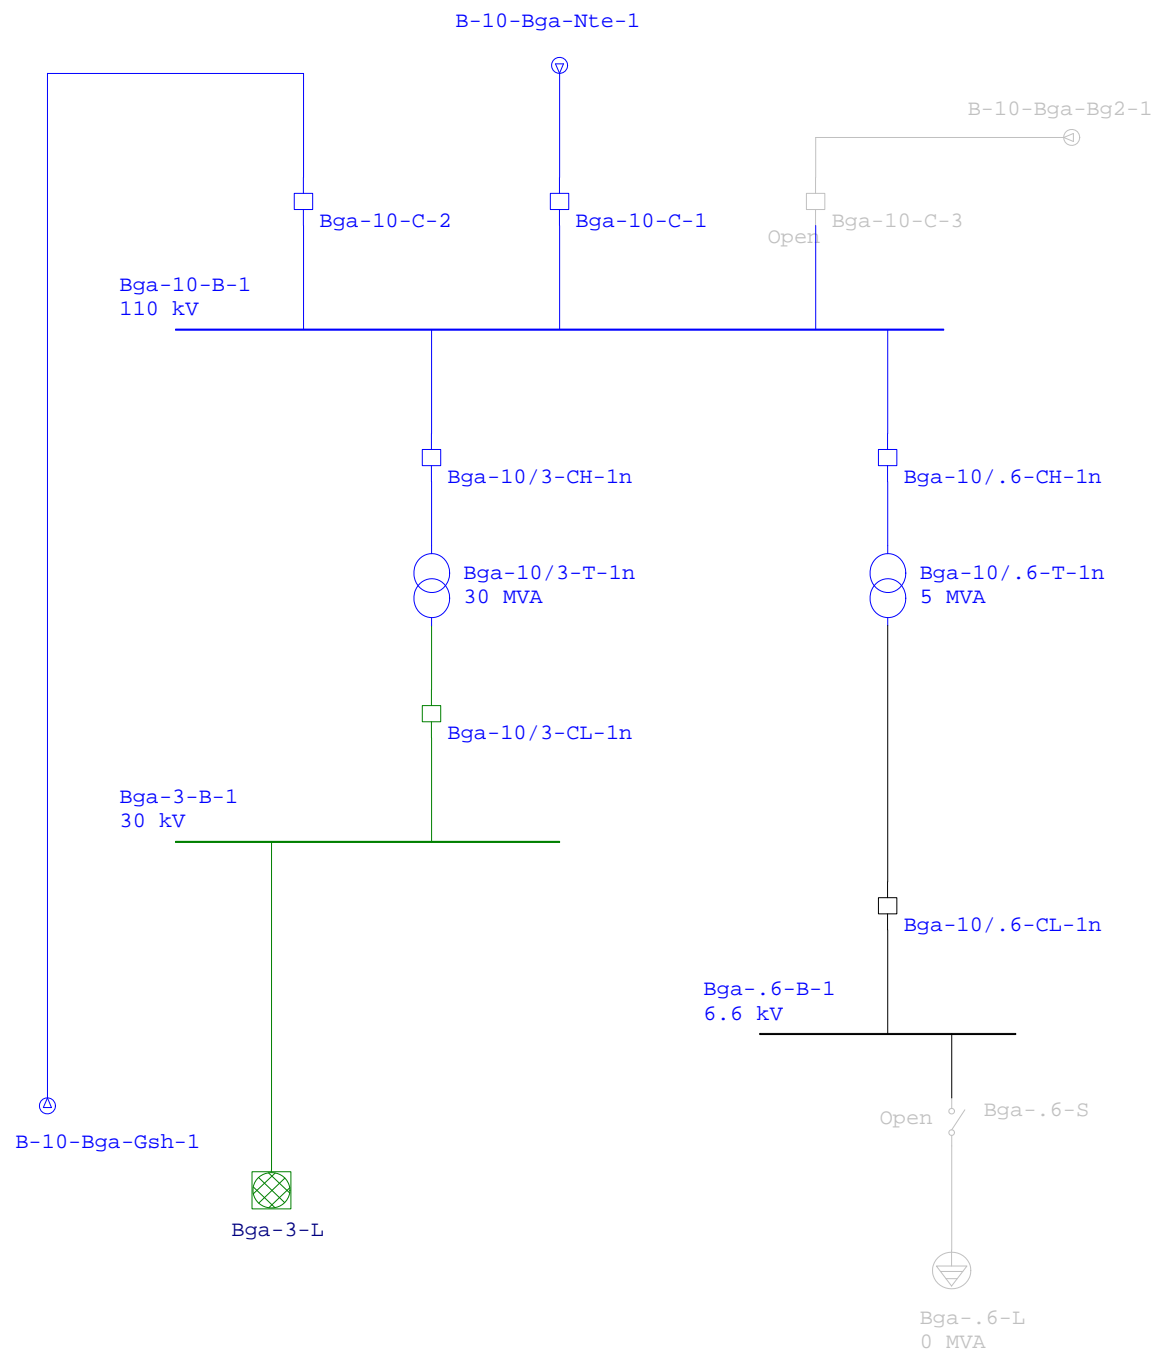 B-10-Bga-Nte-1
B-10-Bga-Bg2-1
Bga-10-C-2
Bga-10-C-1
Bga-10-C-3
Open
Bga-10-B-1
110 kV
Bga-10/3-CH-1n
Bga-10/.6-CH-1n
Bga-10/3-T-1n
30 MVA
Bga-10/.6-T-1n
5 MVA
Bga-10/3-CL-1n
Bga-3-B-1
30 kV
Bga-10/.6-CL-1n
Bga-.6-B-1
6.6 kV
Open
Bga-.6-S
B-10-Bga-Gsh-1
Bga-3-L
Bga-.6-L
0 MVA